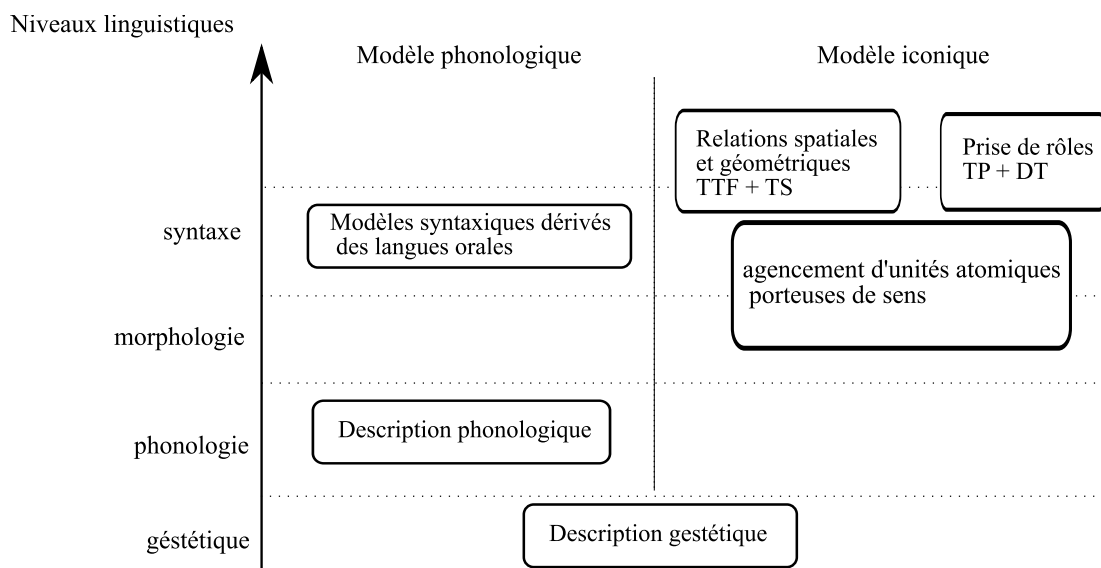 Niveaux linguistiques
Modèle phonologique
Modèle iconique
Relations spatiales
et géométriques
TTF + TS
Prise de rôles
TP + DT
syntaxe
Modèles syntaxiques dérivés
des langues orales
agencement d'unités atomiques
porteuses de sens
morphologie
phonologie
Description phonologique
géstétique
Description gestétique